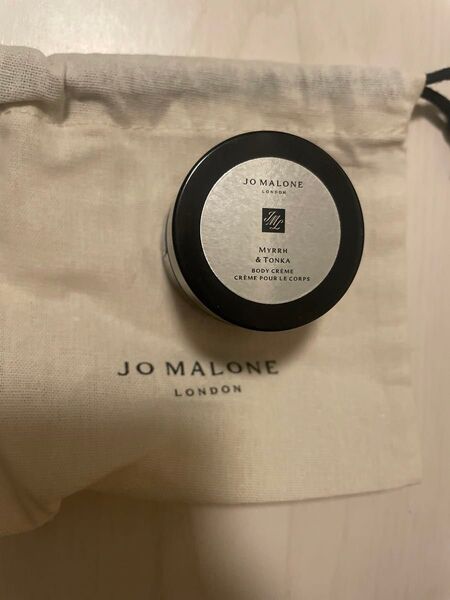 JO MALONE
LONDON
JML
MYRRH
& TONKA
BODY CRÈME
CRÈME POUR LE CORPS
JO MALONE
LONDON